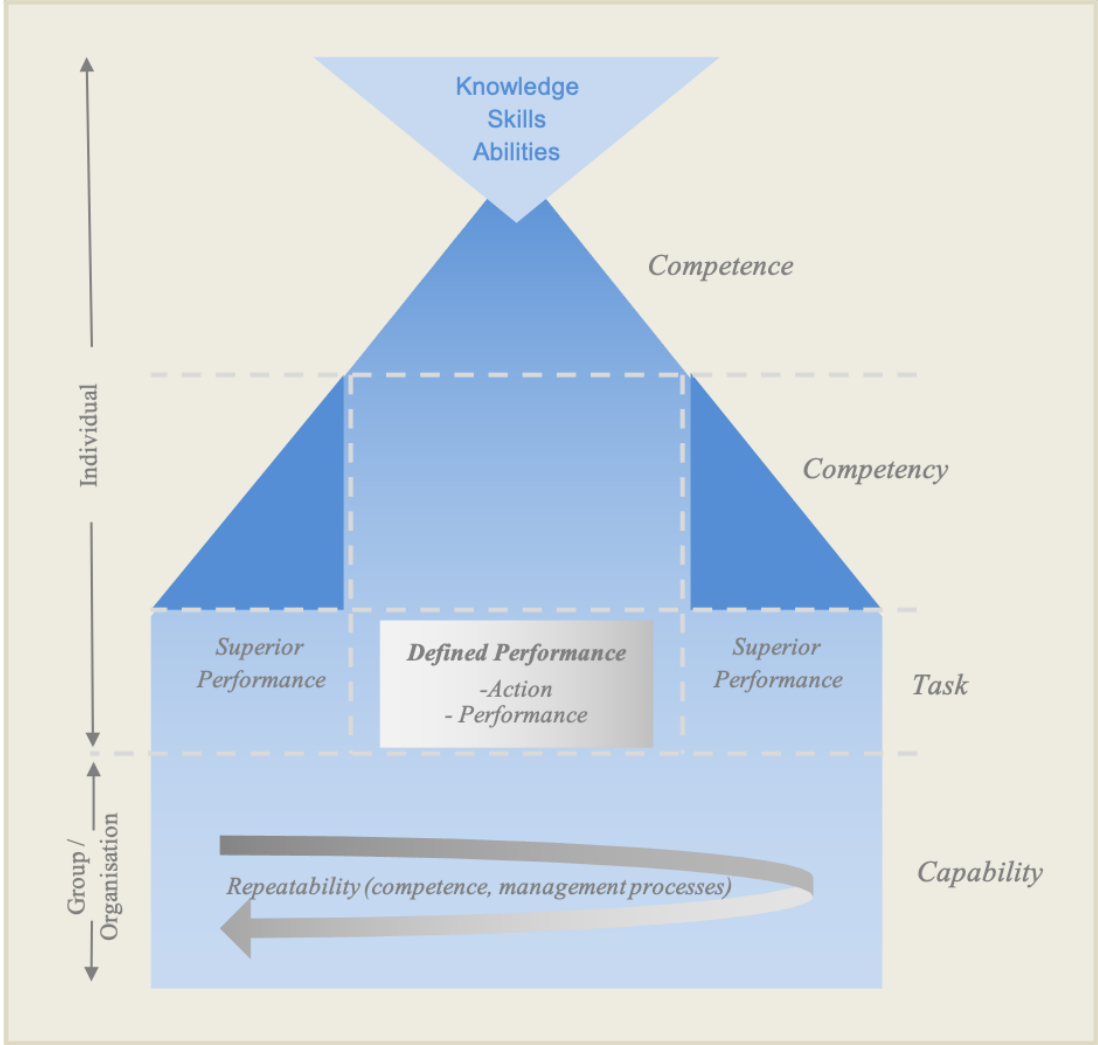 Knowledge
Skills
Abilities
Competence
Individual
Competency
Superior
Performance
Defined Performance
-Action
- Performance
Superior
Performance
Task
Group /
Organisation
Repeatability (competence, management processes)
Capability